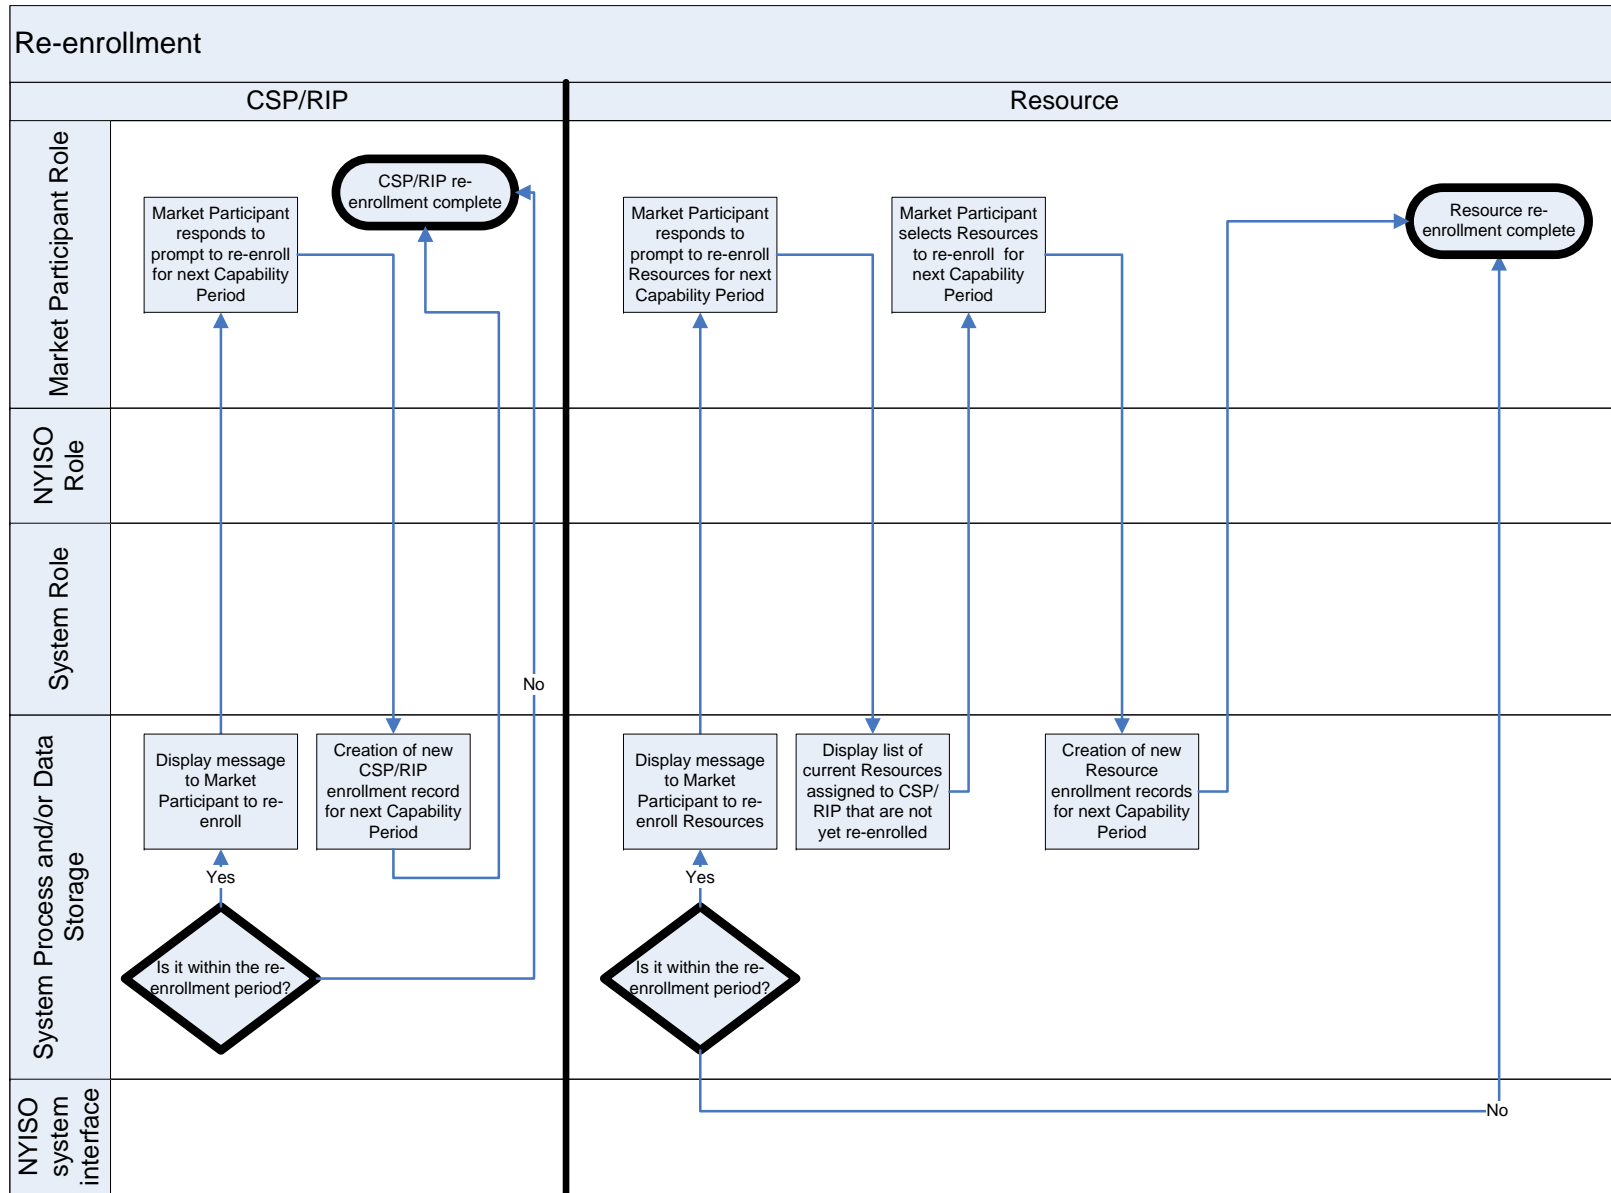 Re-enrollment
CSP/RIP
Resource
Market Participant Role
CSP/RIP re-
enrollment complete
Market Participant
responds to
prompt to re-enroll
for next Capability
Period
Market Participant
responds to
prompt to re-enroll
Resources for next
Capability Period
Market Participant
selects Resources
to re-enroll for
next Capability
Period
Resource re-
enrollment complete
NYISO
Role
System Role
No
System Process and/or Data
Storage
Display message
to Market
Participant to re-
enroll
Creation of new
CSP/RIP
enrollment record
for next Capability
Period
Display message
to Market
Participant to re-
enroll Resources
Display list of
current Resources
assigned to CSP/
RIP that are not
yet re-enrolled
Creation of new
Resource
enrollment records
for next Capability
Period
Yes
Yes
Is it within the re-
enrollment period?
Is it within the re-
enrollment period?
NYISO
system
interface
No